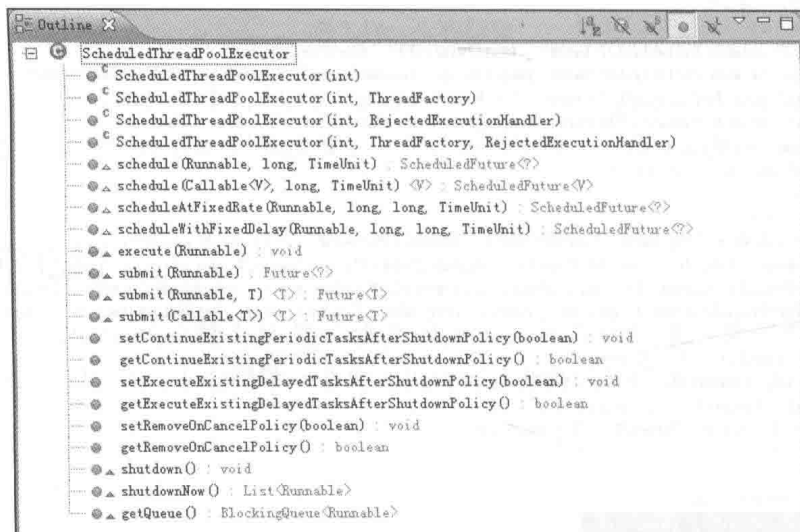 Outline
ScheduledThreadPoolExecutor
ScheduledThreadPoolExecutor(int)
ScheduledThreadPoolExecutor(int, ThreadFactory)
ScheduledThreadPoolExecutor(int, RejectedExecutionHandler)
ScheduledThreadPoolExecutor(int, ThreadFactory, RejectedExecutionHandler)
schedule(Runnable, long, TimeUnit) : ScheduledFuture<?>
schedule(Callable<V>, long, TimeUnit) <V> : ScheduledFuture<V>
scheduleAtFixedRate(Runnable, long, long, TimeUnit) : ScheduledFuture<?>
scheduleWithFixedDelay(Runnable, long, long, TimeUnit) : ScheduledFuture<?>
execute(Runnable) : void
submit(Runnable) : Future<?>
submit(Runnable, T) <T> : Future<T>
submit(Callable<T>) <T> : Future<T>
setContinueExistingPeriodicTasksAfterShutdownPolicy(boolean) : void
getContinueExistingPeriodicTasksAfterShutdownPolicy() : boolean
setExecuteExistingDelayedTasksAfterShutdownPolicy(boolean) : void
getExecuteExistingDelayedTasksAfterShutdownPolicy() : boolean
setRemoveOnCancelPolicy(boolean) : void
getRemoveOnCancelPolicy() : boolean
shutdown() : void
shutdownNow() : List<Runnable>
getQueue() : BlockingQueue<Runnable>